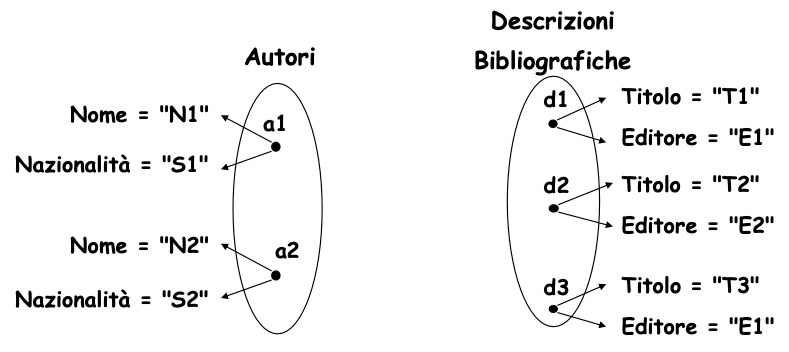 Autori
Nome = "N1"
a1
Nazionalità = "S1"
Nome = "N2"
a2
Nazionalità = "S2"
Descrizioni
Bibliografiche
d1
Titolo = "T1"
Editore = "E1"
d2
Titolo = "T2"
Editore = "E2"
d3
Titolo = "T3"
Editore = "E1"